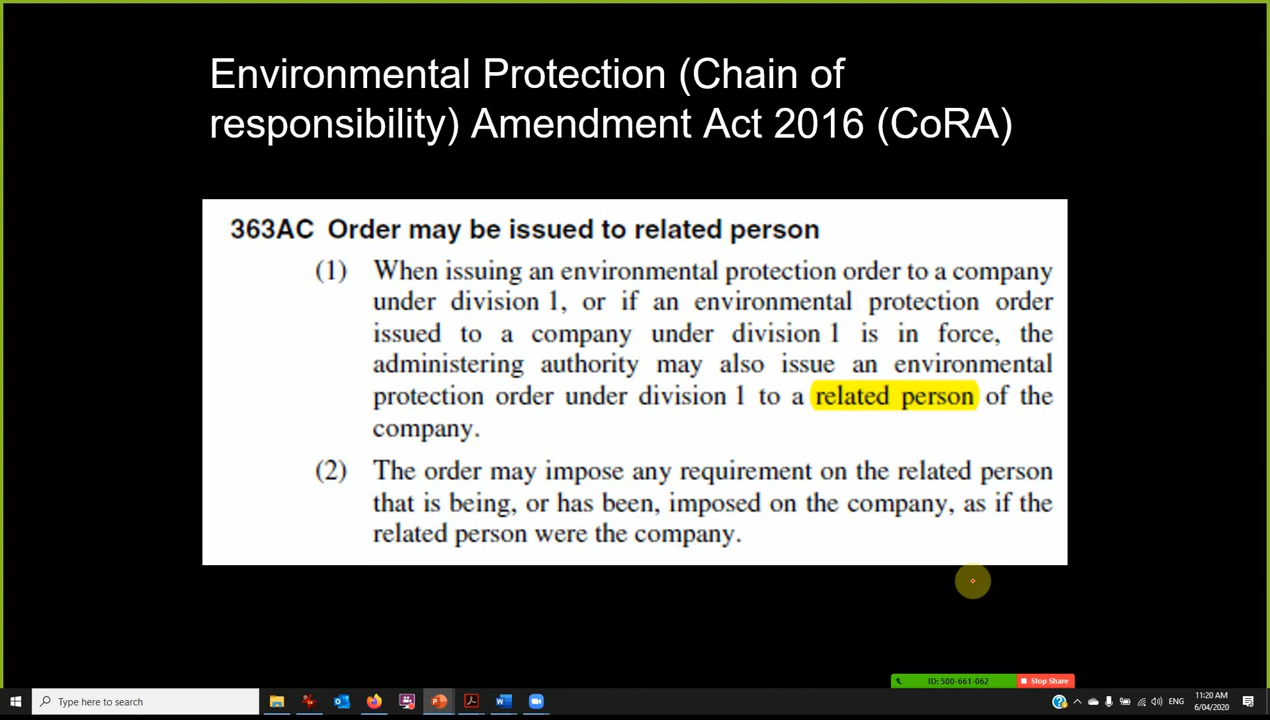 Environmental Protection (Chain of
responsibility) Amendment Act 2016 (CoRA)
363AC Order may be issued to related person
(1) When issuing an environmental protection order to a company
under division 1, or if an environmental protection order
issued to a company under division 1 is in force, the
administering authority may also issue an environmental
protection order under division 1 to a related person of the
company.
(2) The order may impose any requirement on the related person
that is being, or has been, imposed on the company, as if the
related person were the company.
ID: 500-661-062 Stop Share
Type here to search
ENG
11:20 AM
6/04/2020